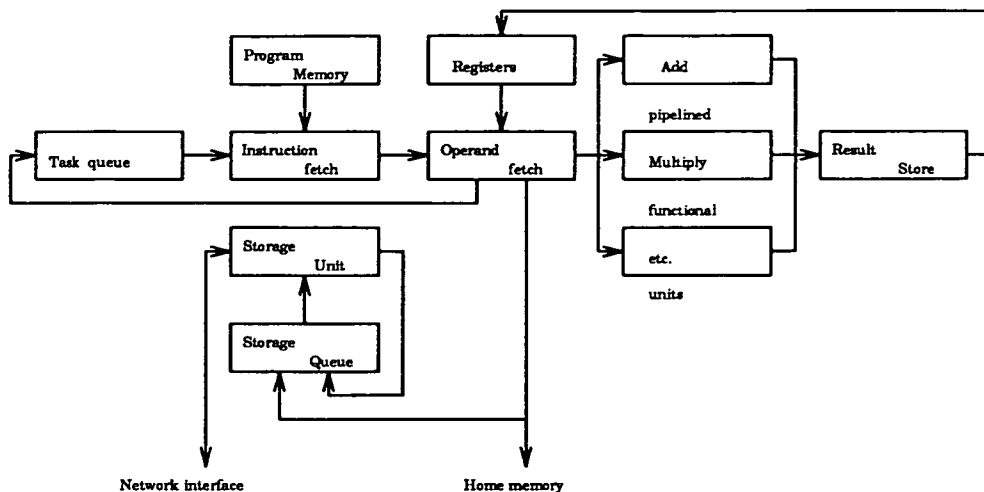 Program
Memory
Registers
Add
pipelined
Task queue
Instruction
fetch
Operand
fetch
Multiply
Result
Store
functional
Storage
Unit
etc.
units
Storage
Queue
Network interface
Home memory